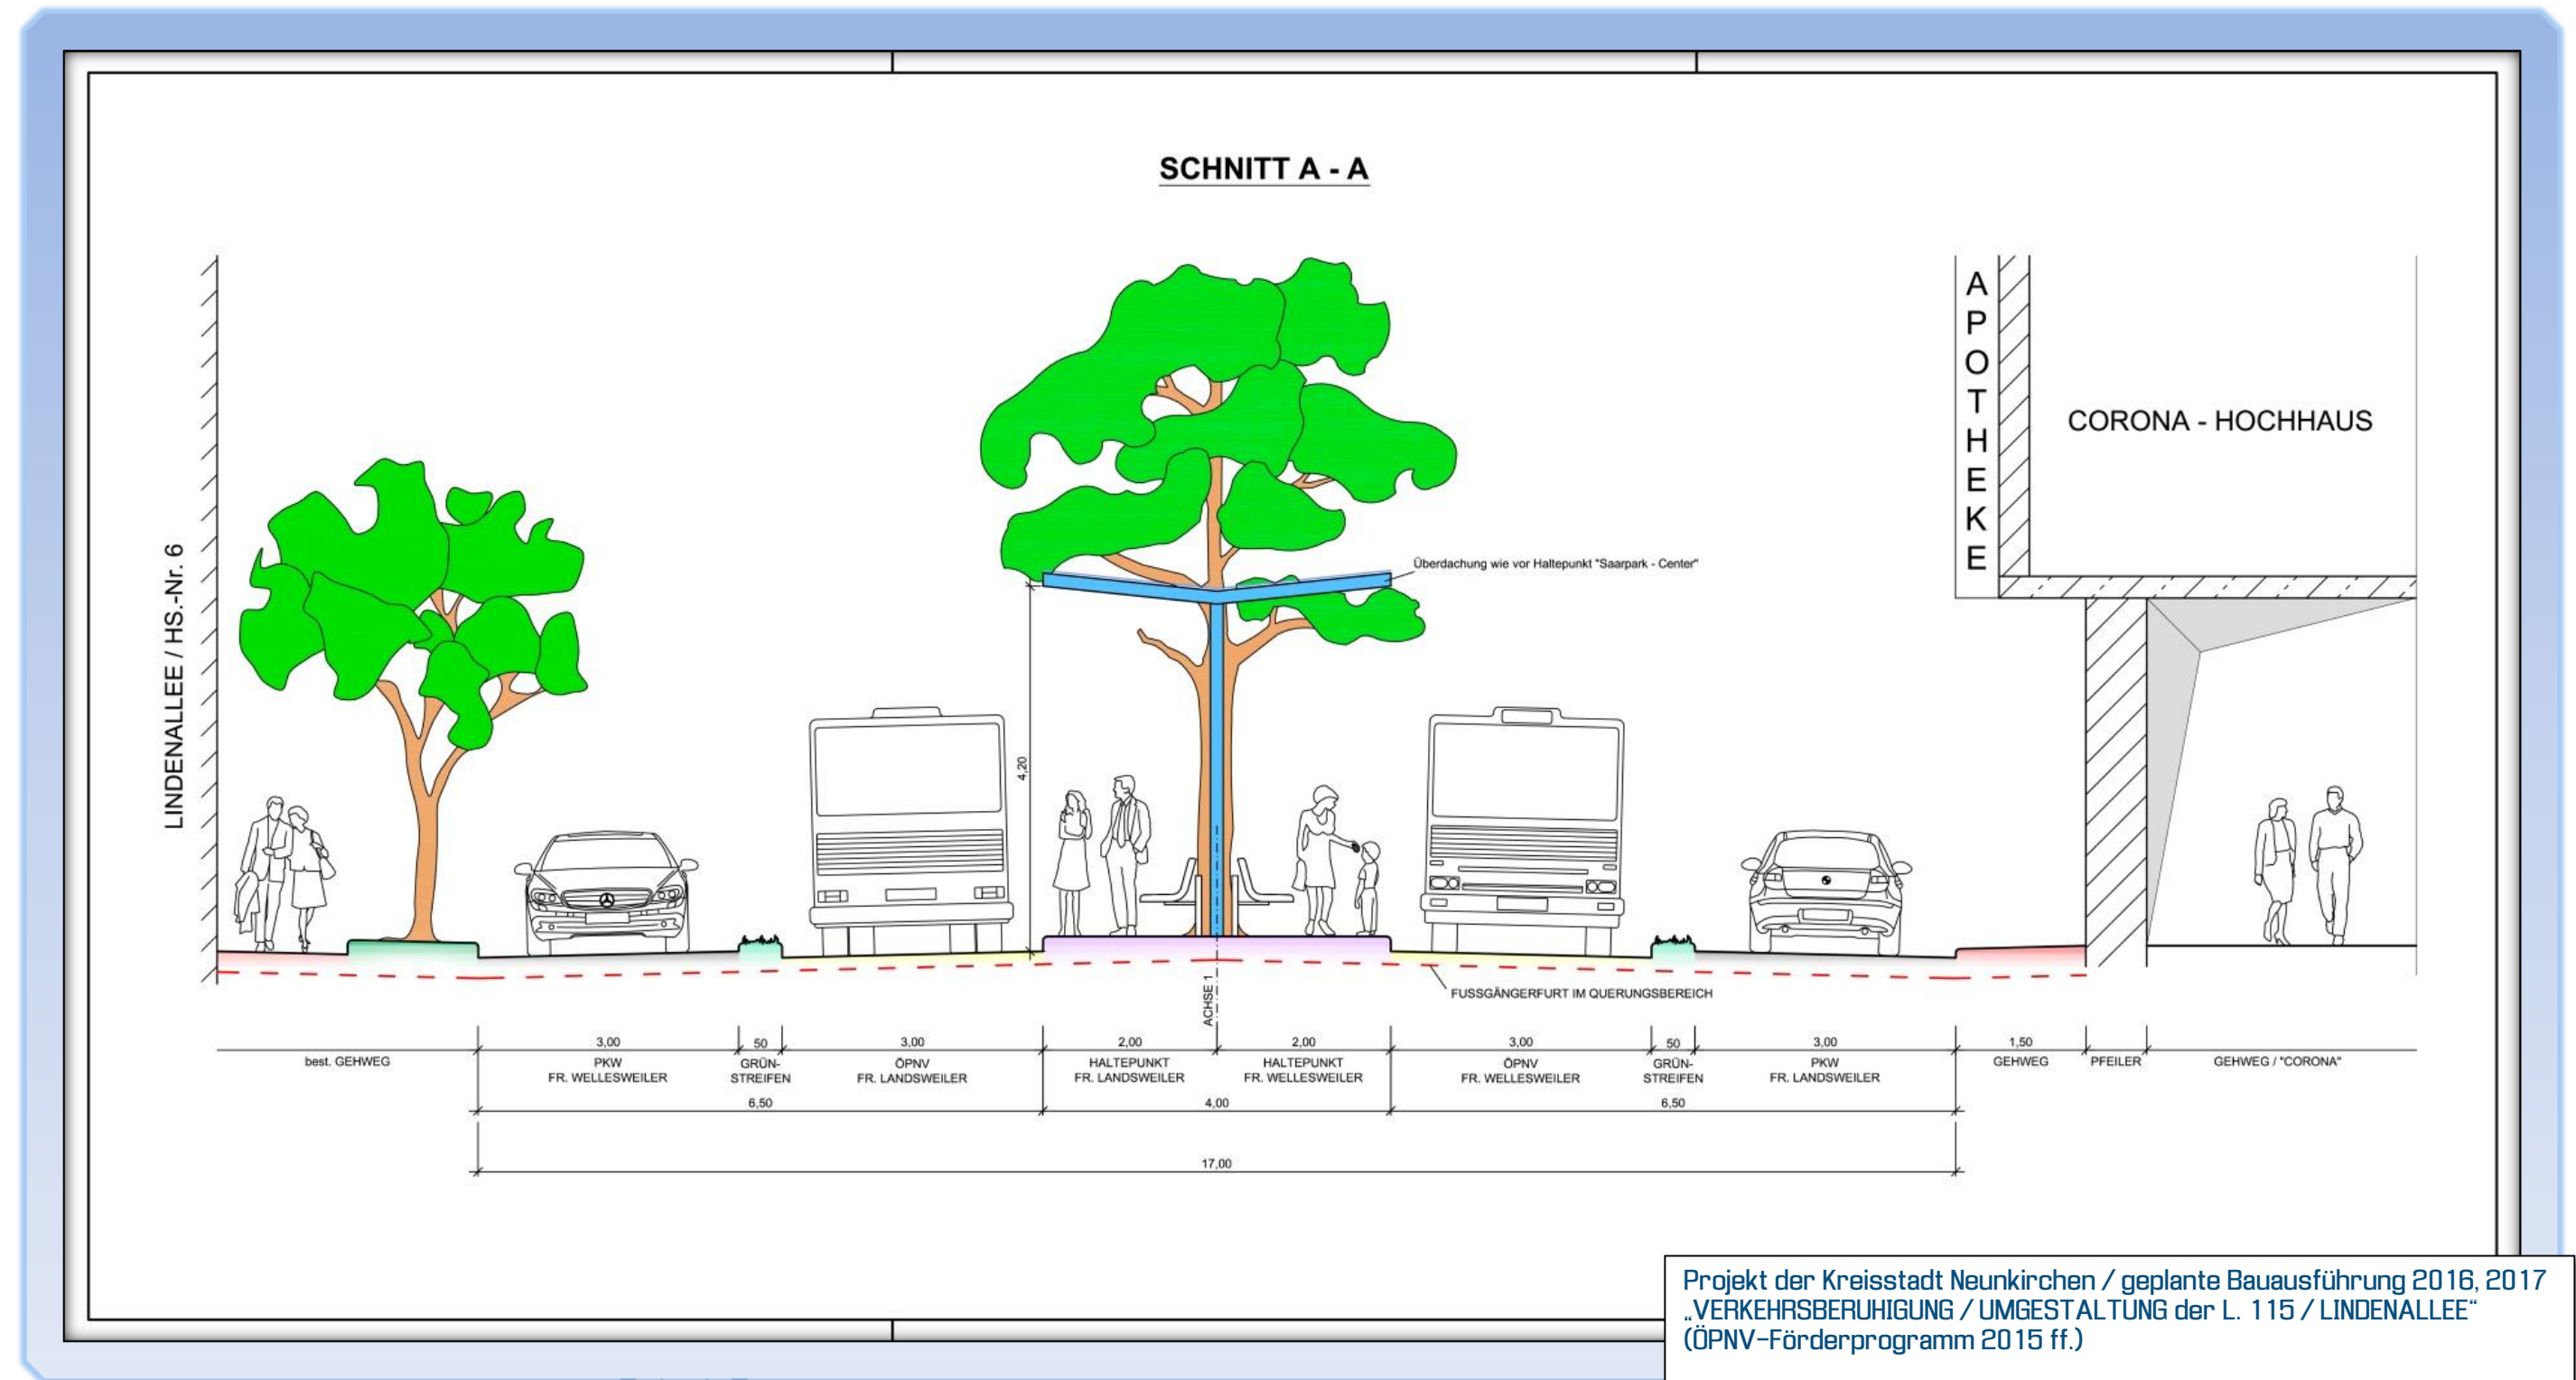 SCHNITT A - A
LINDENALLEE / HS.-Nr. 6
APOTHEKE
CORONA - HOCHHAUS
Überdachung wie vor Haltepunkt "Saarpark - Center"
4,20
ACHSE 1
FUSSGÄNGERFURT IM QUERUNGSBEREICH
3,00
50
3,00
2,00
2,00
3,00
50
3,00
1,50
best. GEHWEG
PKW
FR. WELLESWEILER
GRÜN-
STREIFEN
ÖPNV
FR. LANDSWEILER
HALTEPUNKT
FR. LANDSWEILER
HALTEPUNKT
FR. WELLESWEILER
ÖPNV
FR. WELLESWEILER
GRÜN-
STREIFEN
PKW
FR. LANDSWEILER
GEHWEG
PFEILER
GEHWEG / "CORONA"
6,50
4,00
6,50
17,00
Projekt der Kreisstadt Neunkirchen / geplante Bauausführung 2016, 2017
„VERKEHRSBERUHIGUNG / UMGESTALTUNG der L. 115 / LINDENALLEE“
(ÖPNV-Förderprogramm 2015 ff.)